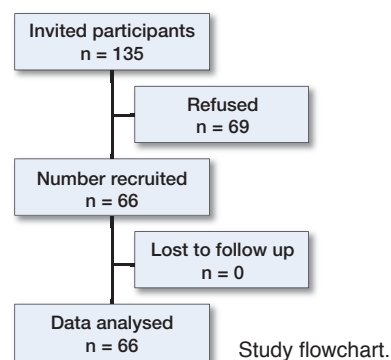 Invited participants
n = 135
Refused
n = 69
Number recruited
n = 66
Lost to follow up
n = 0
Data analysed
n = 66
Study flowchart.